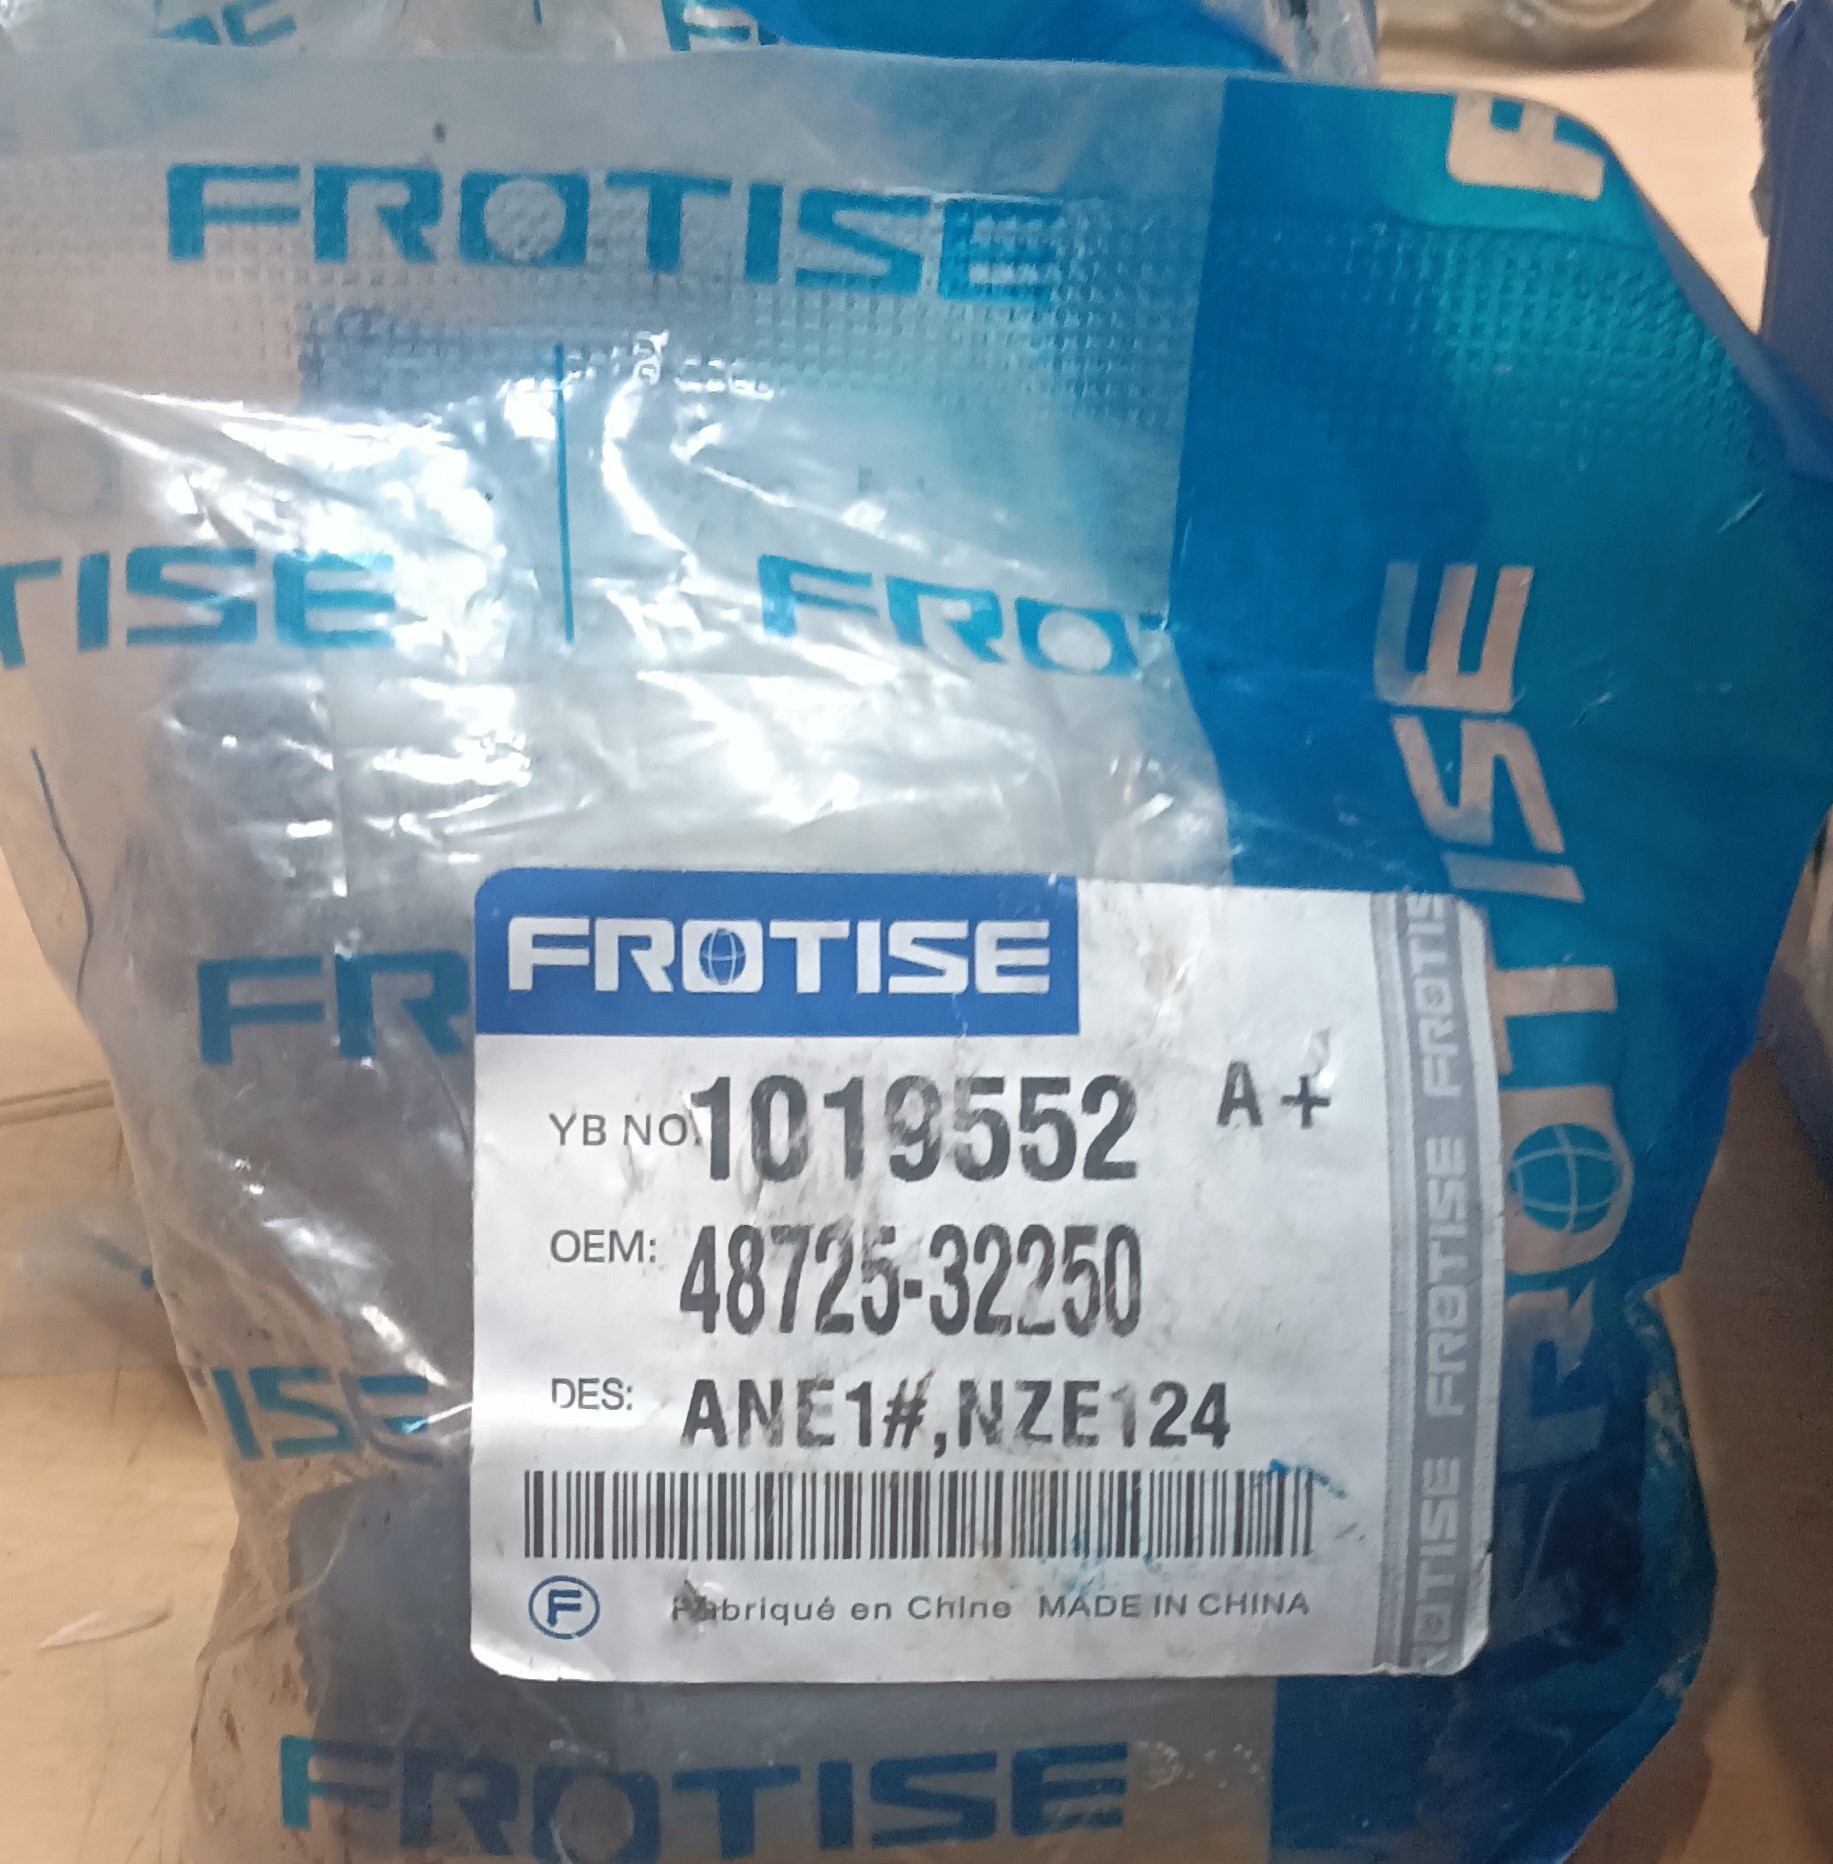 FROTISE
TISE
FRO
FROTISE
FR
FROTISE
YB NO. 1019552 A+
OEM: 48725-32250
ISE
DES: ANE1#,NZE124
F
Fabriqué en Chine MADE IN CHINA
FROTISE
FROTISE FROTISE FROTISE